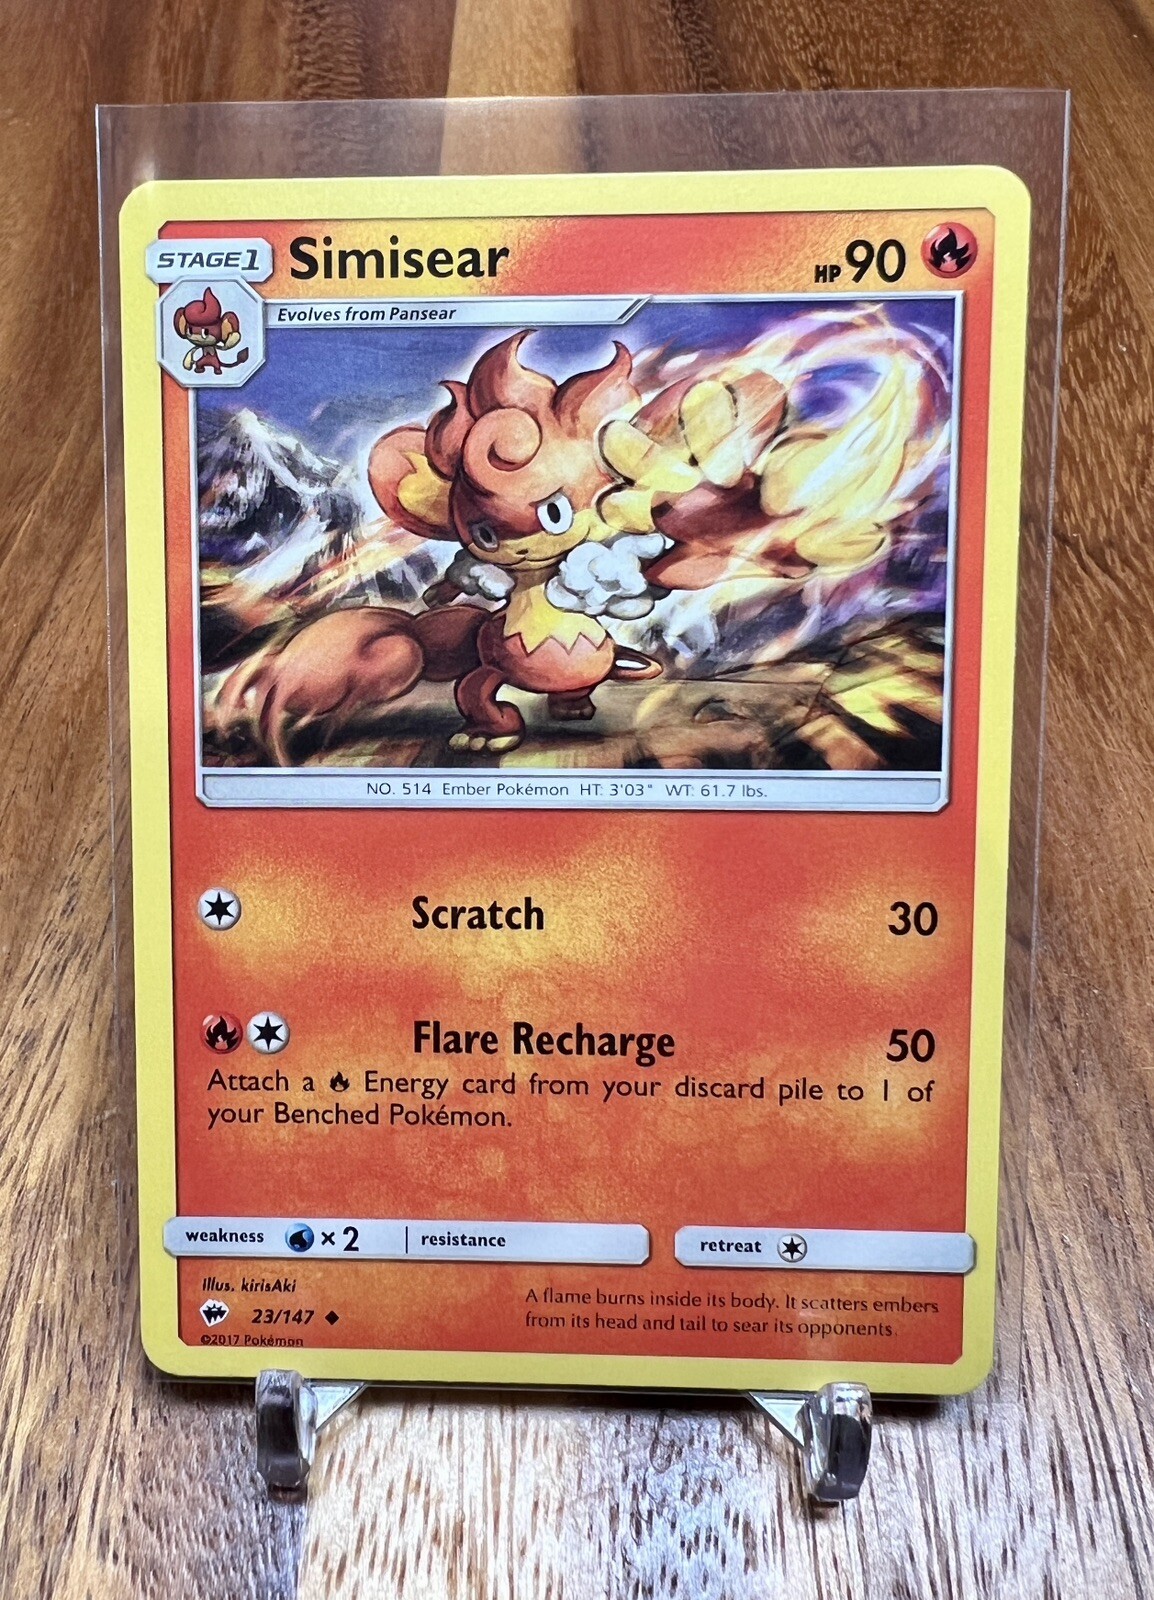 STAGE1 Simisear HP 90
Evolves from Pansear
NO. 514 Ember Pokémon HT: 3'03" WT: 61.7 lbs.
Scratch 30
Flare Recharge 50
Attach a Energy card from your discard pile to 1 of
your Benched Pokémon.
weakness ×2 resistance retreat
Illus. kirisAki
23/147
©2017 Pokémon
A flame burns inside its body. It scatters embers
from its head and tail to sear its opponents.